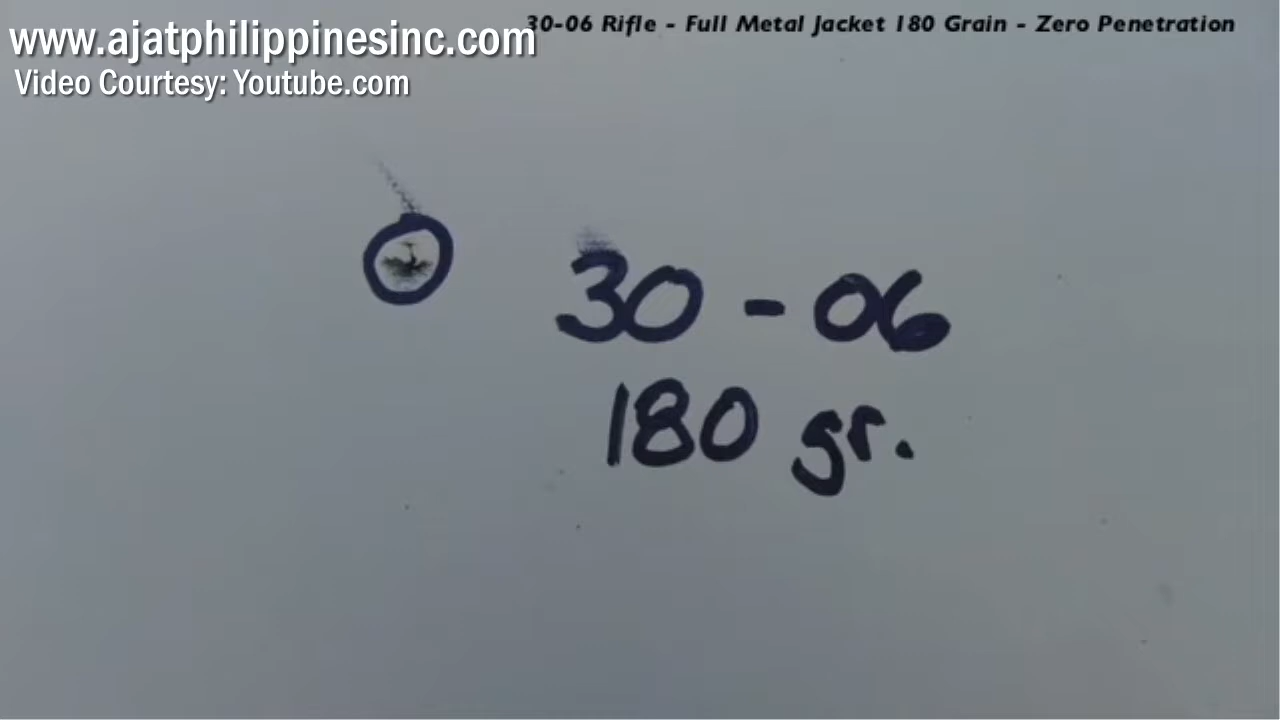 30-06 Rifle - Full Metal Jacket 180 Grain - Zero Penetration
www.ajatphilippinesinc.com
Video Courtesy: Youtube.com
30-06
180 gr.